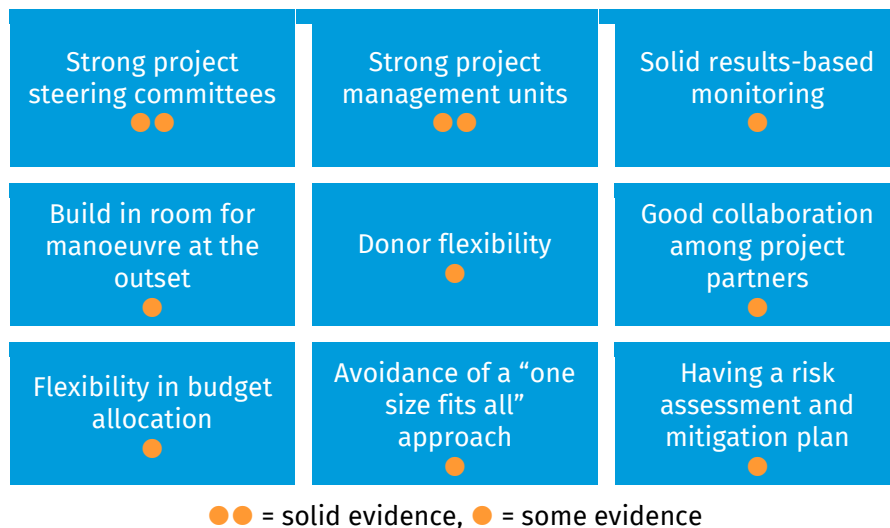 Strong project
steering committees
Strong project
management units
Solid results-based
monitoring
Build in room for
manoeuvre at the
outset
Donor flexibility
Good collaboration
among project
partners
Flexibility in budget
allocation
Avoidance of a “one
size fits all”
approach
Having a risk
assessment and
mitigation plan
= solid evidence, = some evidence